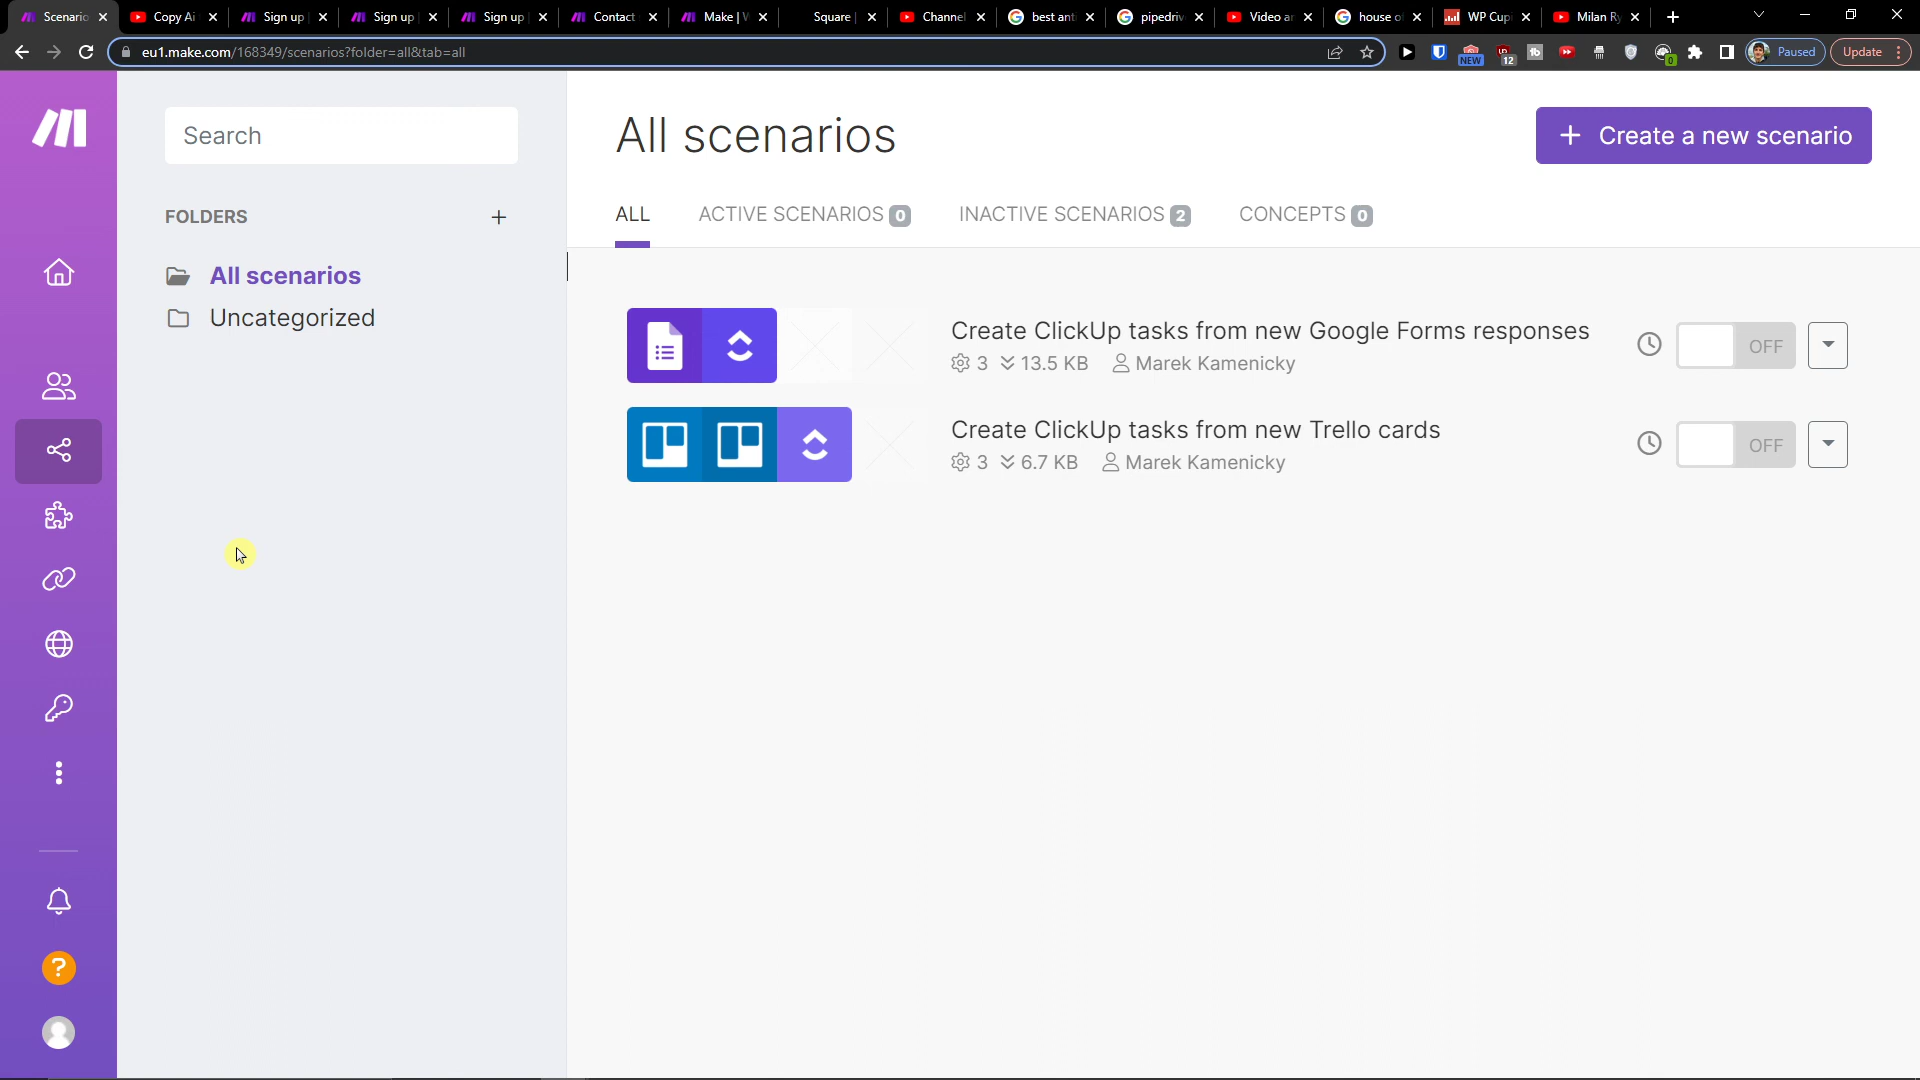 Scenario
Copy Ai
Sign up
Sign up
Sign up
Contact
Make |
Square |
Channel
best anti
pipedriv
Video ar
house o
WP Cup
Milan Ry
eu1.make.com/168349/scenarios?folder=all&tab=all
NEW
12
0
Paused
Update
Search
All scenarios
+ Create a new scenario
FOLDERS
ALL
ACTIVE SCENARIOS 0
INACTIVE SCENARIOS 2
CONCEPTS 0
All scenarios
Uncategorized
Create ClickUp tasks from new Google Forms responses
3 13.5 KB Marek Kamenicky
OFF
Create ClickUp tasks from new Trello cards
3 6.7 KB Marek Kamenicky
OFF
?